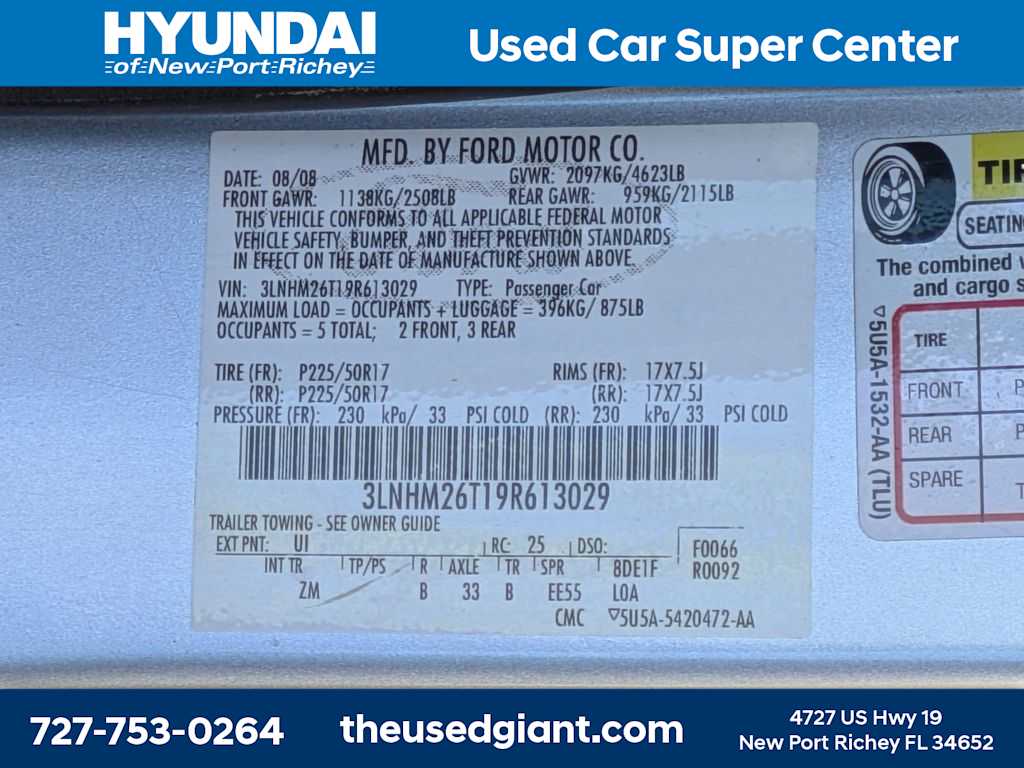 HYUNDAI
of New Port Richey
Used Car Super Center
MFD. BY FORD MOTOR CO.
DATE: 08/08 GVWR: 2097KG/4623LB
FRONT GAWR: 1138KG/2508LB REAR GAWR: 959KG/2115LB
THIS VEHICLE CONFORMS TO ALL APPLICABLE FEDERAL MOTOR
VEHICLE SAFETY, BUMPER, AND THEFT PREVENTION STANDARDS
IN EFFECT ON THE DATE OF MANUFACTURE SHOWN ABOVE.
VIN: 3LNHM26T19R613029 TYPE: Passenger Car
MAXIMUM LOAD = OCCUPANTS + LUGGAGE = 396KG/ 875LB
OCCUPANTS = 5 TOTAL; 2 FRONT, 3 REAR
TIRE (FR): P225/50R17 RIMS (FR): 17X7.5J
(RR): P225/50R17 (RR): 17X7.5J
PRESSURE (FR): 230 kPa/ 33 PSI COLD (RR): 230 kPa/ 33 PSI COLD
3LNHM26T19R613029
TRAILER TOWING - SEE OWNER GUIDE
EXT PNT: UI RC: 25 DSO: F0066
INT TR TP/PS R AXLE TR SPR 8DE1F R0092
ZM B 33 B EE55 LOA
CMC ▽5U5A-5420472-AA
TIR
SEATING
The combined
and cargo s
▽5U5A-1532-AA (TLU)
TIRE
FRONT P
REAR P
SPARE T
727-753-0264
theusedgiant.com
4727 US Hwy 19
New Port Richey FL 34652